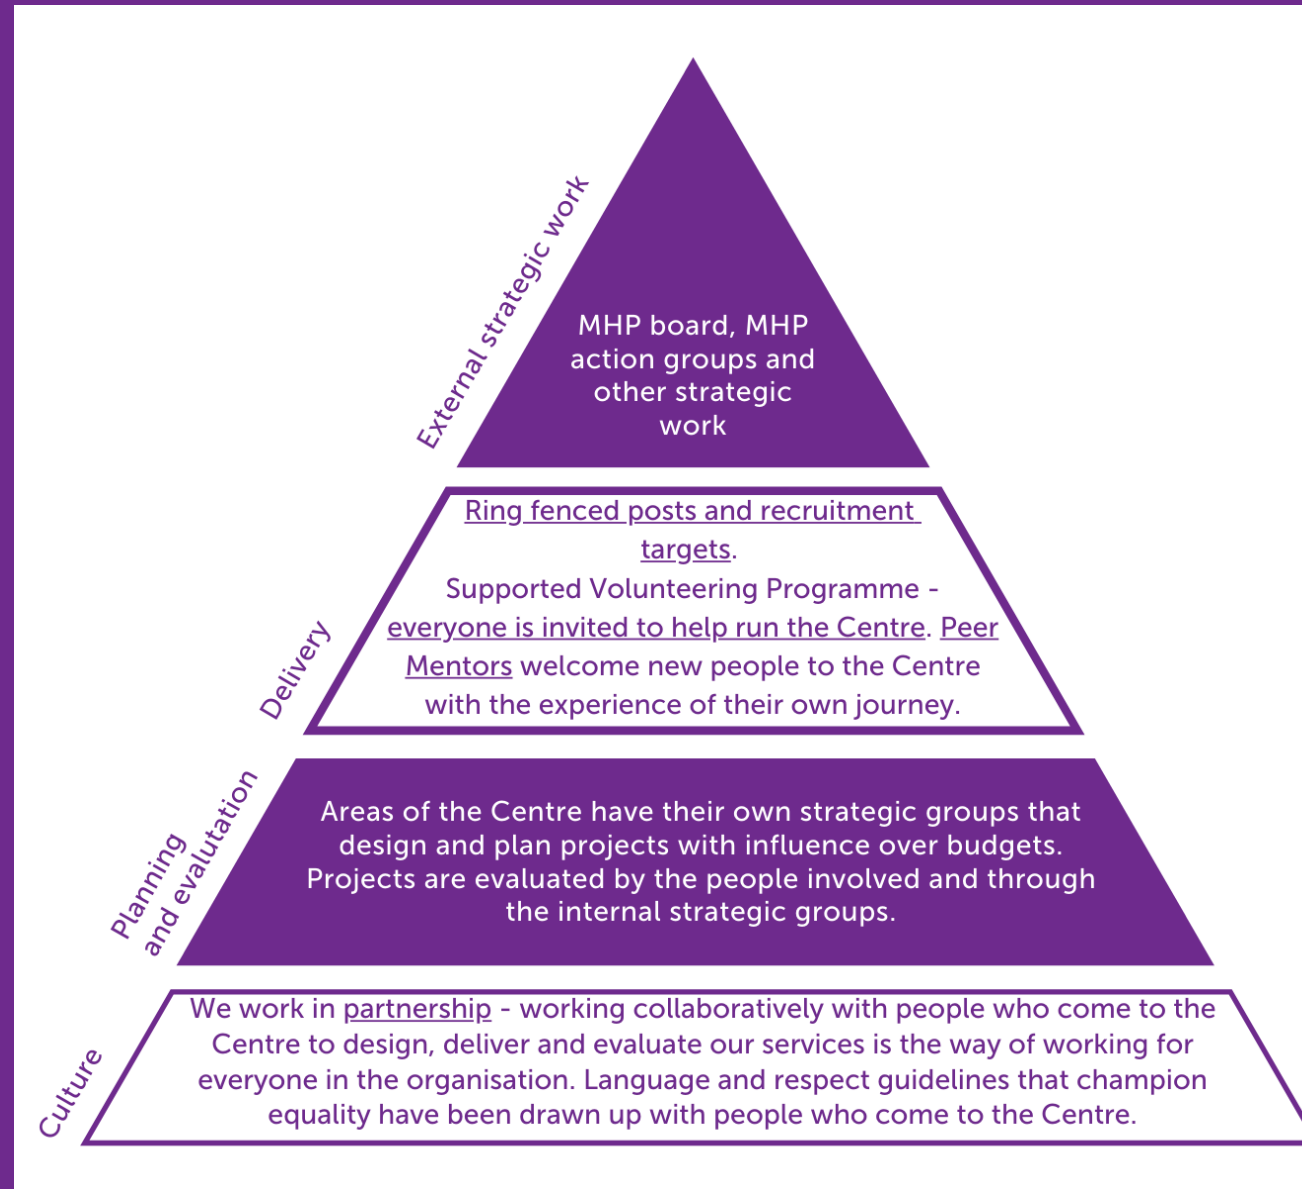 External strategic work
MHP board, MHP
action groups and
other strategic
work
Delivery
Ring fenced posts and recruitment
targets.
Supported Volunteering Programme -
everyone is invited to help run the Centre. Peer
Mentors welcome new people to the Centre
with the experience of their own journey.
Planning
and evalutation
Areas of the Centre have their own strategic groups that
design and plan projects with influence over budgets.
Projects are evaluated by the people involved and through
the internal strategic groups.
Culture
We work in partnership - working collaboratively with people who come to the
Centre to design, deliver and evaluate our services is the way of working for
everyone in the organisation. Language and respect guidelines that champion
equality have been drawn up with people who come to the Centre.